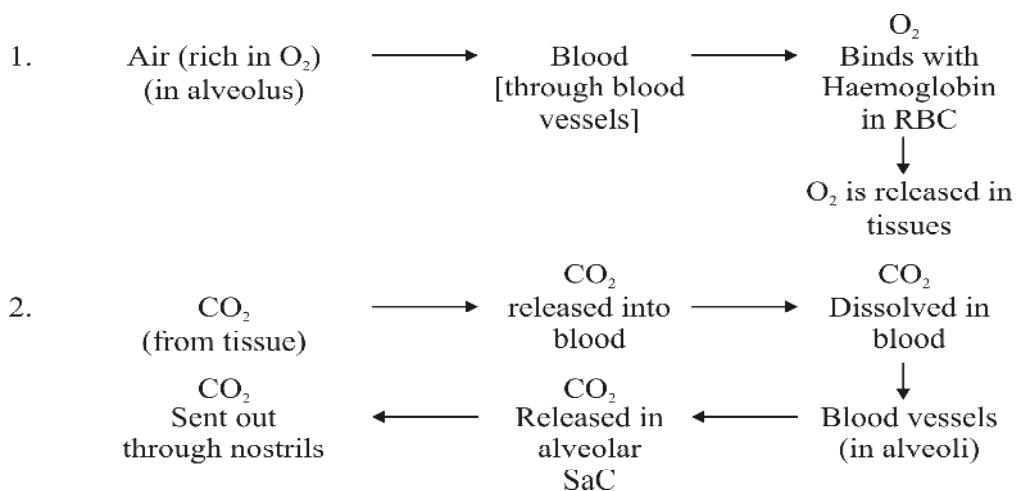 1. Air (rich in O₂) (in alveolus)
Blood [through blood vessels]
O₂ Binds with Haemoglobin in RBC
O₂ is released in tissues
2. CO₂ (from tissue)
CO₂ released into blood
CO₂ Dissolved in blood
Blood vessels (in alveoli)
CO₂ Released in alveolar SaC
CO₂ Sent out through nostrils